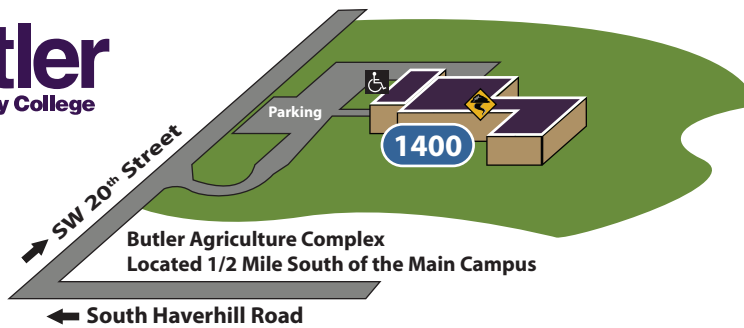 tler
y College
Parking
1400
SW 20th Street
Butler Agriculture Complex
Located 1/2 Mile South of the Main Campus
South Haverhill Road